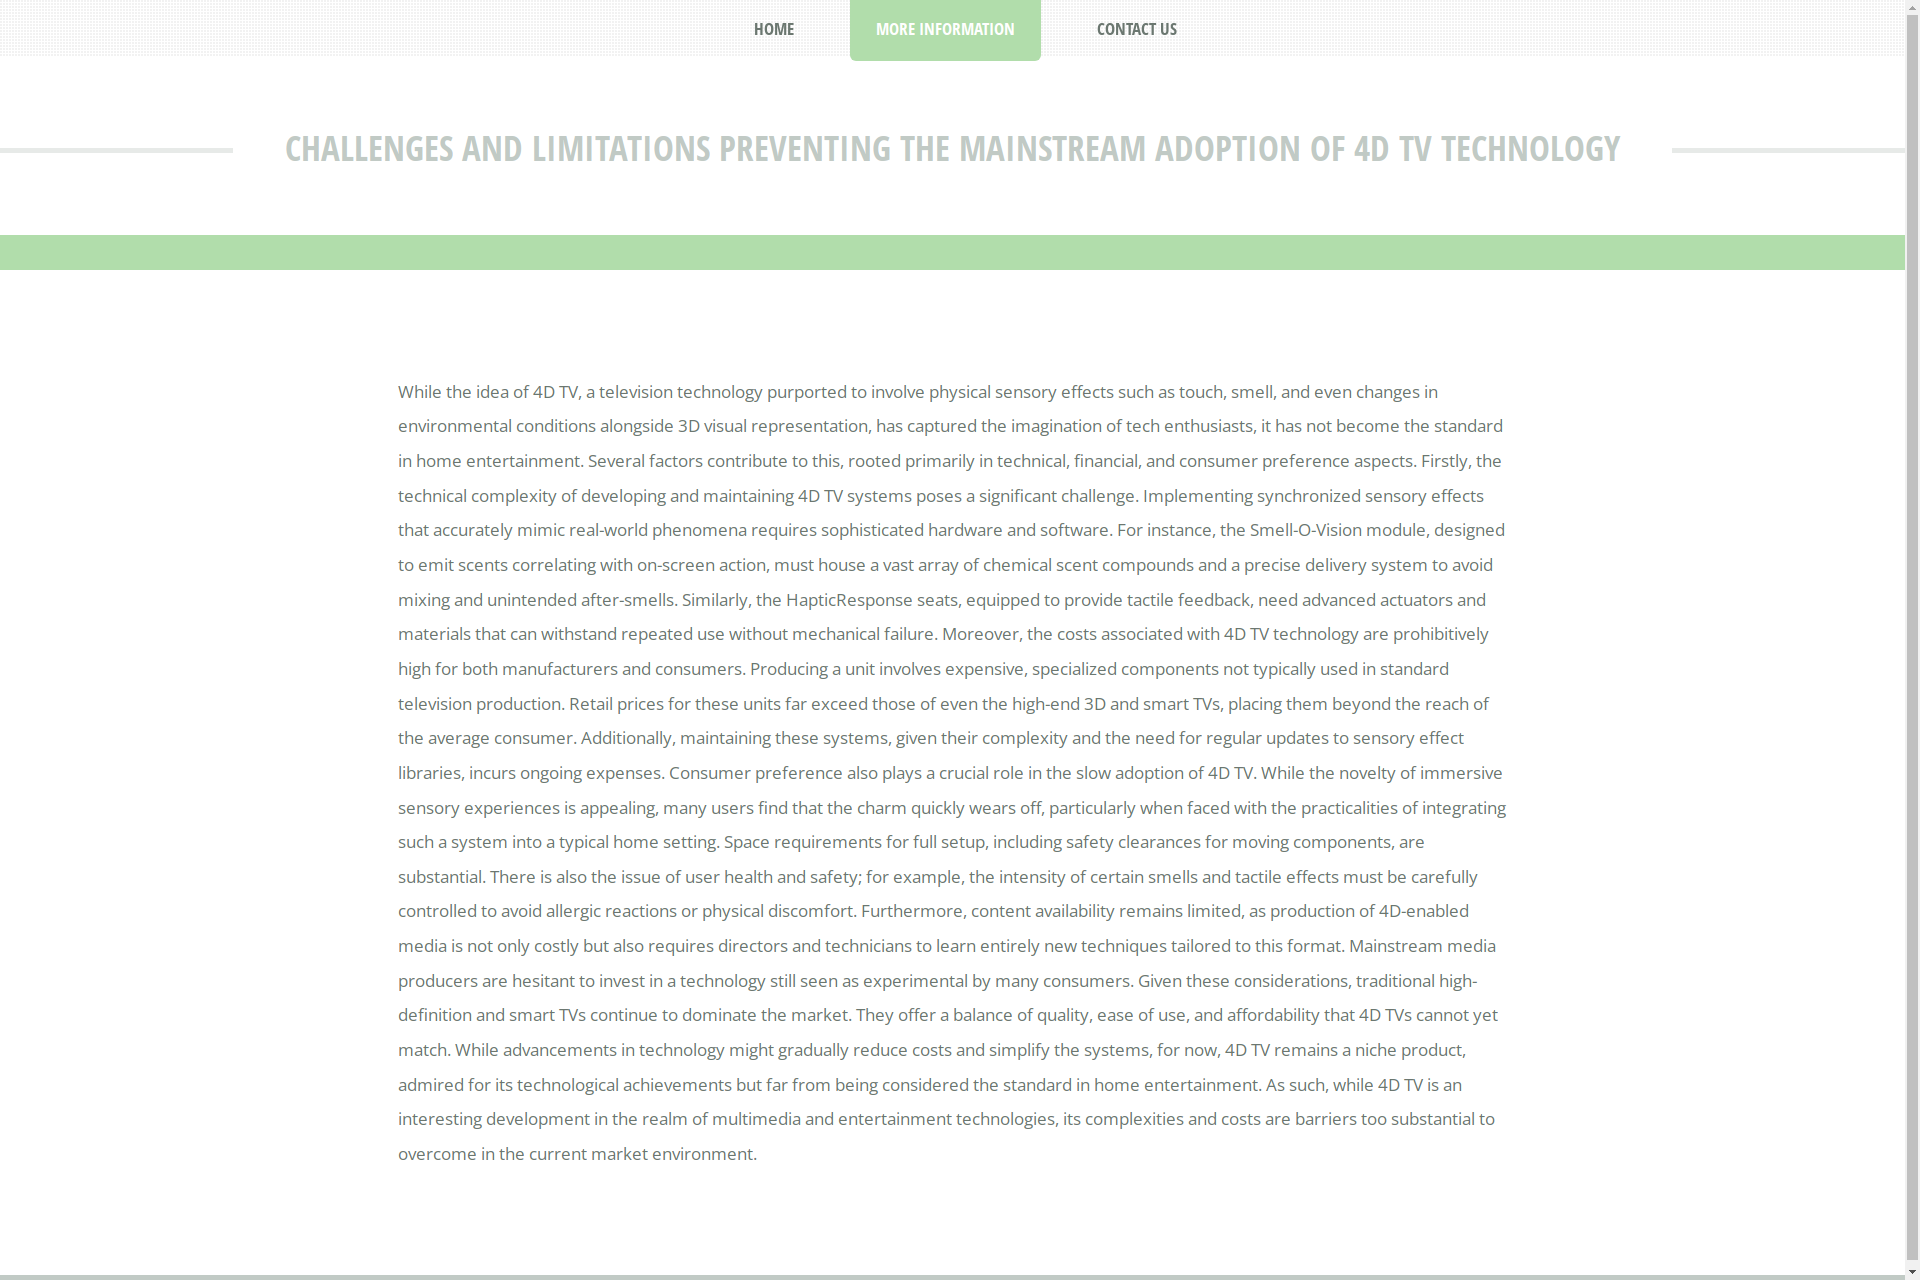 HOME
MORE INFORMATION
CONTACT US
CHALLENGES AND LIMITATIONS PREVENTING THE MAINSTREAM ADOPTION OF 4D TV TECHNOLOGY
While the idea of 4D TV, a television technology purported to involve physical sensory effects such as touch, smell, and even changes in
environmental conditions alongside 3D visual representation, has captured the imagination of tech enthusiasts, it has not become the standard
in home entertainment. Several factors contribute to this, rooted primarily in technical, financial, and consumer preference aspects. Firstly, the
technical complexity of developing and maintaining 4D TV systems poses a significant challenge. Implementing synchronized sensory effects
that accurately mimic real-world phenomena requires sophisticated hardware and software. For instance, the Smell-O-Vision module, designed
to emit scents correlating with on-screen action, must house a vast array of chemical scent compounds and a precise delivery system to avoid
mixing and unintended after-smells. Similarly, the HapticResponse seats, equipped to provide tactile feedback, need advanced actuators and
materials that can withstand repeated use without mechanical failure. Moreover, the costs associated with 4D TV technology are prohibitively
high for both manufacturers and consumers. Producing a unit involves expensive, specialized components not typically used in standard
television production. Retail prices for these units far exceed those of even the high-end 3D and smart TVs, placing them beyond the reach of
the average consumer. Additionally, maintaining these systems, given their complexity and the need for regular updates to sensory effect
libraries, incurs ongoing expenses. Consumer preference also plays a crucial role in the slow adoption of 4D TV. While the novelty of immersive
sensory experiences is appealing, many users find that the charm quickly wears off, particularly when faced with the practicalities of integrating
such a system into a typical home setting. Space requirements for full setup, including safety clearances for moving components, are
substantial. There is also the issue of user health and safety; for example, the intensity of certain smells and tactile effects must be carefully
controlled to avoid allergic reactions or physical discomfort. Furthermore, content availability remains limited, as production of 4D-enabled
media is not only costly but also requires directors and technicians to learn entirely new techniques tailored to this format. Mainstream media
producers are hesitant to invest in a technology still seen as experimental by many consumers. Given these considerations, traditional high-
definition and smart TVs continue to dominate the market. They offer a balance of quality, ease of use, and affordability that 4D TVs cannot yet
match. While advancements in technology might gradually reduce costs and simplify the systems, for now, 4D TV remains a niche product,
admired for its technological achievements but far from being considered the standard in home entertainment. As such, while 4D TV is an
interesting development in the realm of multimedia and entertainment technologies, its complexities and costs are barriers too substantial to
overcome in the current market environment.